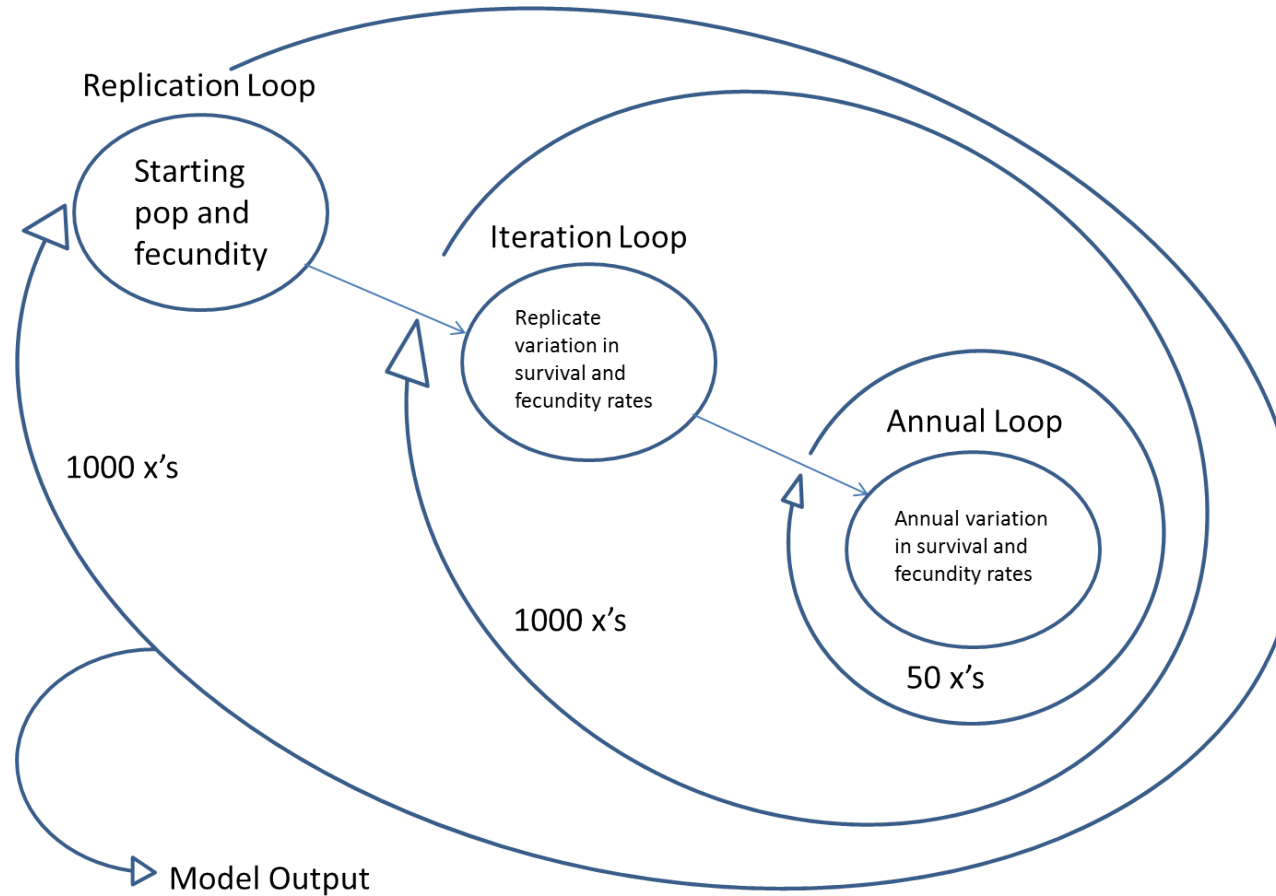 Replication Loop
Starting
pop and
fecundity
Iteration Loop
Replicate
variation in
survival and
fecundity rates
Annual Loop
Annual variation
in survival and
fecundity rates
1000 x’s
1000 x’s
50 x’s
Model Output